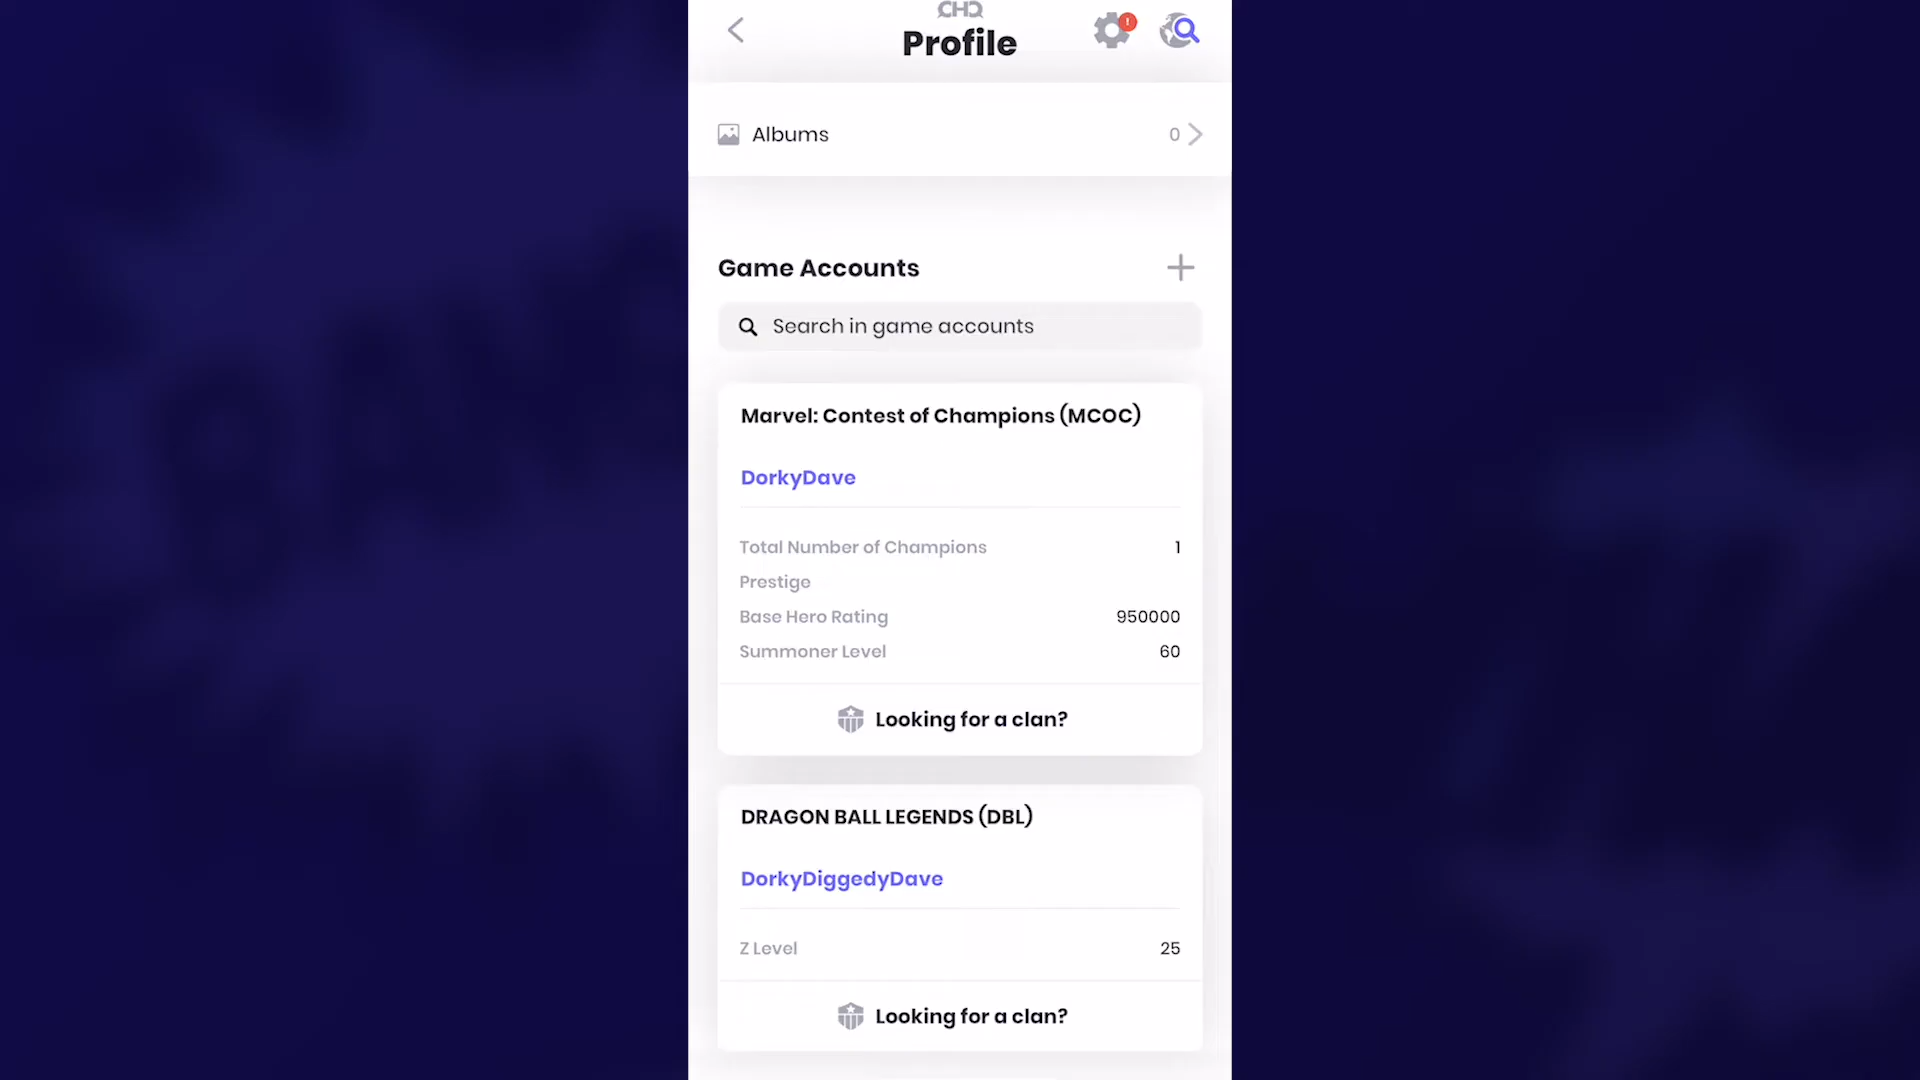 CHQ
Profile
!
Albums
0
Game Accounts
Search in game accounts
Marvel: Contest of Champions (MCOC)
DorkyDave
Total Number of Champions 1
Prestige
Base Hero Rating 950000
Summoner Level 60
Looking for a clan?
DRAGON BALL LEGENDS (DBL)
DorkyDiggedyDave
Z Level 25
Looking for a clan?